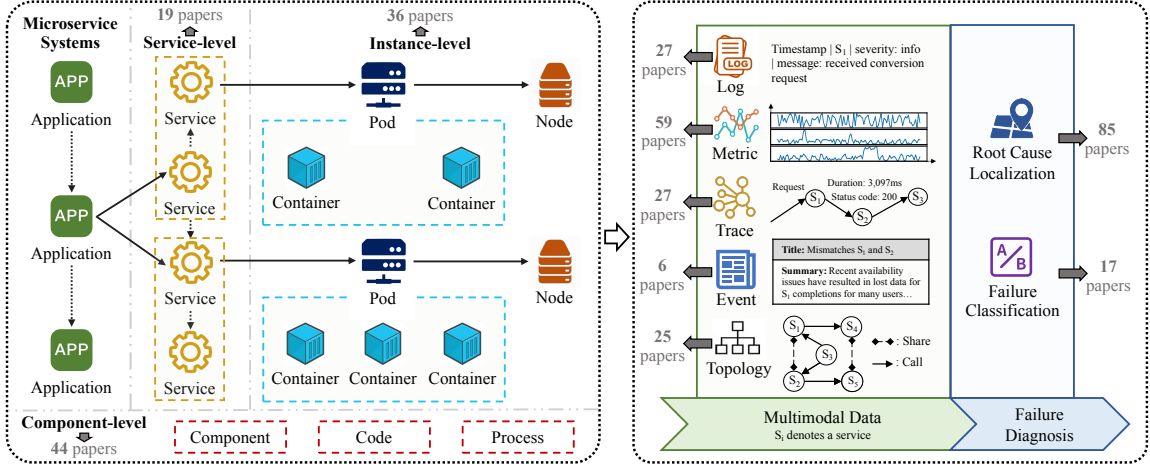 Microservice
Systems
19 papers
Service-level
36 papers
Instance-level
APP
Application
Service
Pod
Node
Service
Container
Container
APP
Application
Service
Pod
Node
APP
Application
Service
Container
Container
Container
Component-level
44 papers
Component
Code
Process
27
papers
LOG
Log
Timestamp | S1 | severity: info
| message: received conversion
request
59
papers
Metric
27
papers
Trace
Request
Duration: 3,097ms
Status code: 200
S1
S2
S3
6
papers
Event
Title: Mismatches S1 and S2
Summary: Recent availability
issues have resulted in lost data for
S1 completions for many users…
25
papers
Topology
S1
S4
S3
S2
S5
: Share
: Call
Root Cause
Localization
85
papers
A/B
Failure
Classification
17
papers
Multimodal Data
Si denotes a service
Failure
Diagnosis